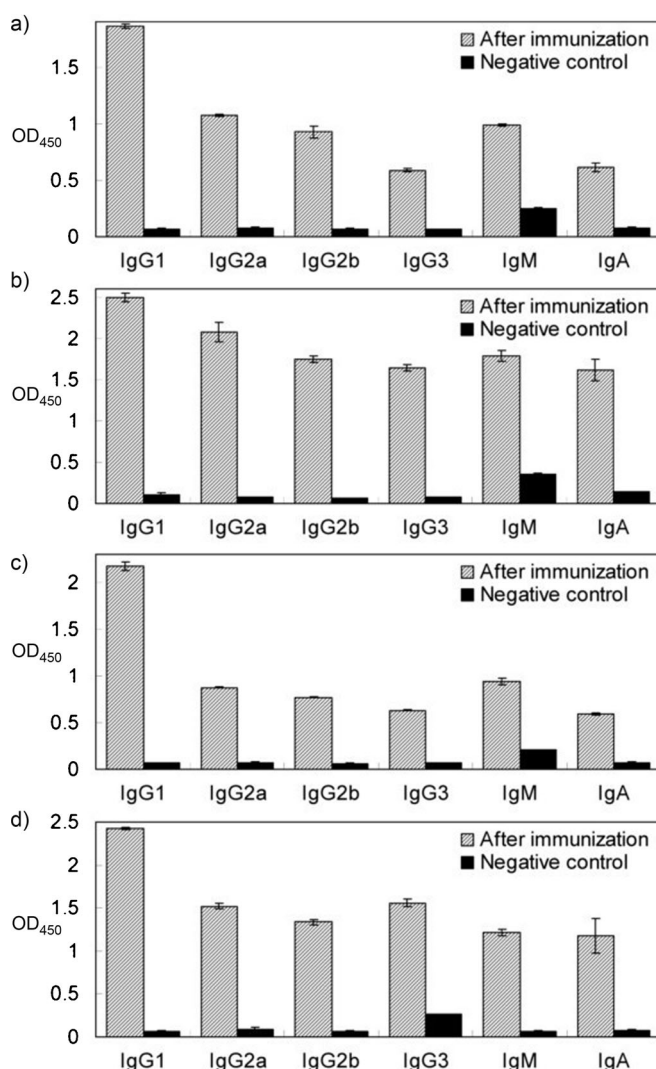 a)
After immunization
Negative control
1.5
1
OD450
0.5
0
IgG1 IgG2a IgG2b IgG3 IgM IgA
b)
2.5
After immunization
Negative control
2
1.5
OD450
1
0.5
0
IgG1 IgG2a IgG2b IgG3 IgM IgA
c)
After immunization
2
Negative control
1.5
OD450
1
0.5
0
IgG1 IgG2a IgG2b IgG3 IgM IgA
d)
2.5
After immunization
Negative control
2
1.5
OD450
1
0.5
0
IgG1 IgG2a IgG2b IgG3 IgM IgA